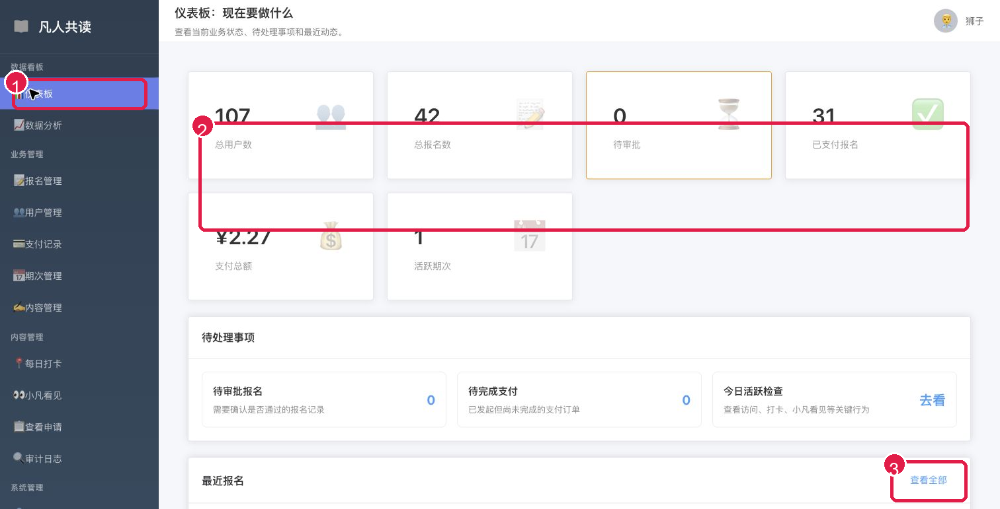 凡人共读
数据看板
仪表板
数据分析
业务管理
报名管理
用户管理
支付记录
期次管理
内容管理
内容管理
每日打卡
小凡看见
查看申请
审计日志
系统管理
仪表板：现在要做什么
查看当前业务状态、待处理事项和最近动态。
狮子
1
2
3
107
总用户数
42
总报名数
0
待审批
31
已支付报名
¥2.27
支付总额
1
活跃期次
17
17
待处理事项
待审批报名
需要确认是否通过的报名记录
0
待完成支付
已发起但尚未完成的支付订单
0
今日活跃检查
查看访问、打卡、小凡看见等关键行为
去看
最近报名
查看全部